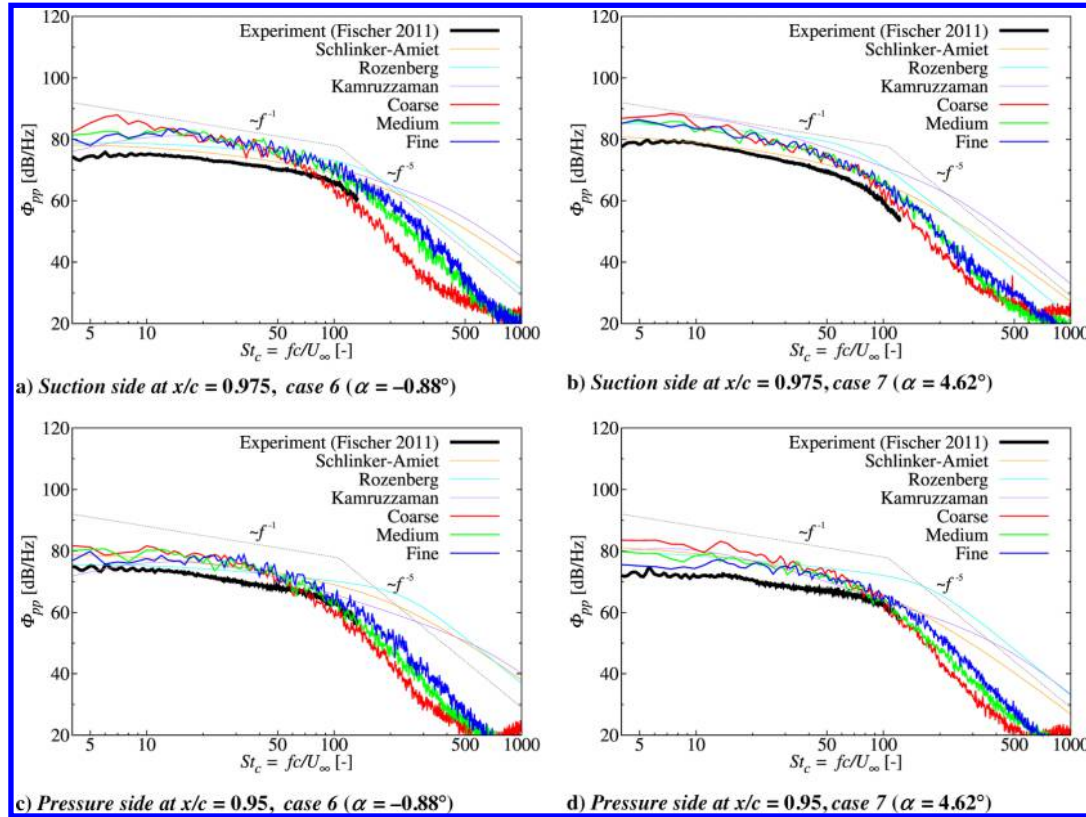 120
100
80
60
40
20
Φpp [dB/Hz]
Experiment (Fischer 2011)
Schlinker-Amiet
Rozenberg
Kamruzzaman
Coarse
Medium
Fine
~f⁻¹
~f⁻⁵
5 10 50 100 500 1000
St_c = fc/U∞ [-]
a) Suction side at x/c = 0.975, case 6 (α = –0.88°)
120
100
80
60
40
20
Φpp [dB/Hz]
Experiment (Fischer 2011)
Schlinker-Amiet
Rozenberg
Kamruzzaman
Coarse
Medium
Fine
~f⁻¹
~f⁻⁵
5 10 50 100 500 1000
St_c = fc/U∞ [-]
b) Suction side at x/c = 0.975, case 7 (α = 4.62°)
120
100
80
60
40
20
Φpp [dB/Hz]
Experiment (Fischer 2011)
Schlinker-Amiet
Rozenberg
Kamruzzaman
Coarse
Medium
Fine
~f⁻¹
~f⁻⁵
5 10 50 100 500 1000
St_c = fc/U∞ [-]
c) Pressure side at x/c = 0.95, case 6 (α = –0.88°)
120
100
80
60
40
20
Φpp [dB/Hz]
Experiment (Fischer 2011)
Schlinker-Amiet
Rozenberg
Kamruzzaman
Coarse
Medium
Fine
~f⁻¹
~f⁻⁵
5 10 50 100 500 1000
St_c = fc/U∞ [-]
d) Pressure side at x/c = 0.95, case 7 (α = 4.62°)